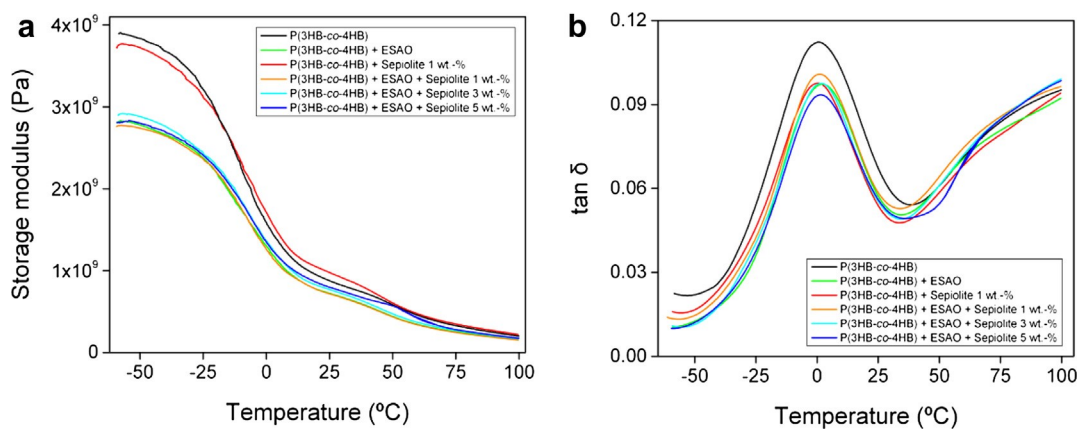 a
Storage modulus (Pa)
4x10⁹
3x10⁹
2x10⁹
1x10⁹
0
P(3HB-co-4HB)
P(3HB-co-4HB) + ESAO
P(3HB-co-4HB) + Sepiolite 1 wt.-%
P(3HB-co-4HB) + ESAO + Sepiolite 1 wt.-%
P(3HB-co-4HB) + ESAO + Sepiolite 3 wt.-%
P(3HB-co-4HB) + ESAO + Sepiolite 5 wt.-%
-50 -25 0 25 50 75 100
Temperature (ºC)
b
tan δ
0.12
0.09
0.06
0.03
0.00
P(3HB-co-4HB)
P(3HB-co-4HB) + ESAO
P(3HB-co-4HB) + Sepiolite 1 wt.-%
P(3HB-co-4HB) + ESAO + Sepiolite 1 wt.-%
P(3HB-co-4HB) + ESAO + Sepiolite 3 wt.-%
P(3HB-co-4HB) + ESAO + Sepiolite 5 wt.-%
-50 -25 0 25 50 75 100
Temperature (ºC)